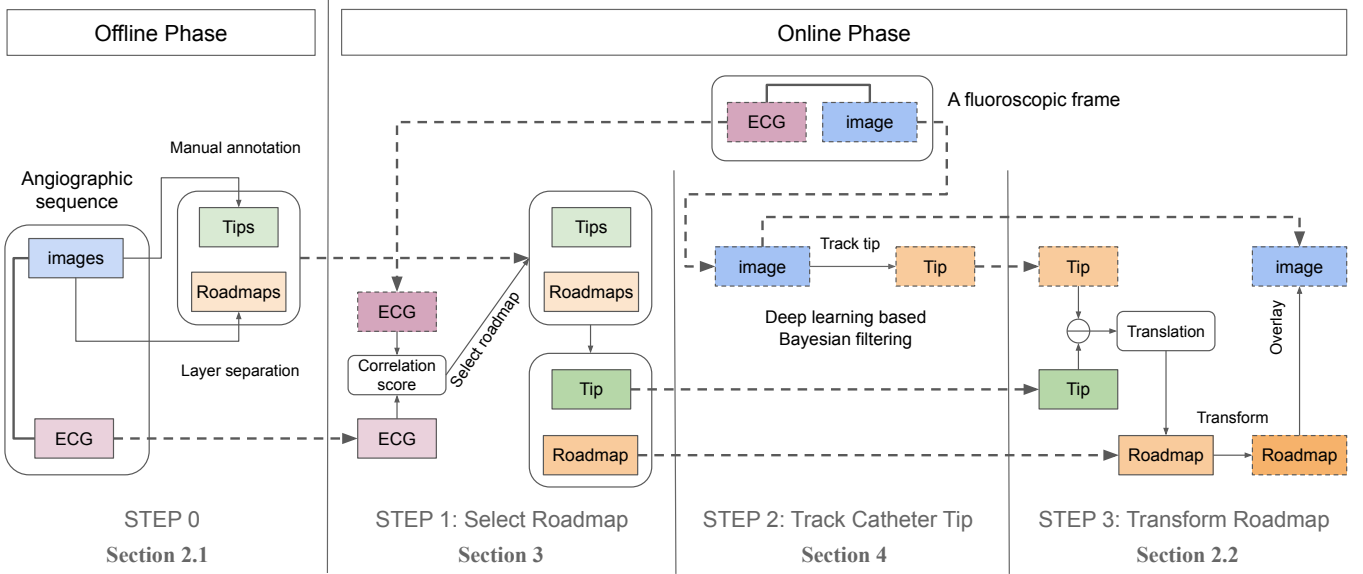 Offline Phase
Online Phase
A fluoroscopic frame
ECG
image
Manual annotation
Angiographic
sequence
images
Tips
Roadmaps
Layer separation
ECG
Tips
Roadmaps
ECG
Correlation
score
Select roadmap
ECG
Tip
Roadmap
image
Track tip
Tip
Deep learning based
Bayesian filtering
Tip
Translation
Tip
image
Overlay
Transform
Roadmap
Roadmap
STEP 0
Section 2.1
STEP 1: Select Roadmap
Section 3
STEP 2: Track Catheter Tip
Section 4
STEP 3: Transform Roadmap
Section 2.2